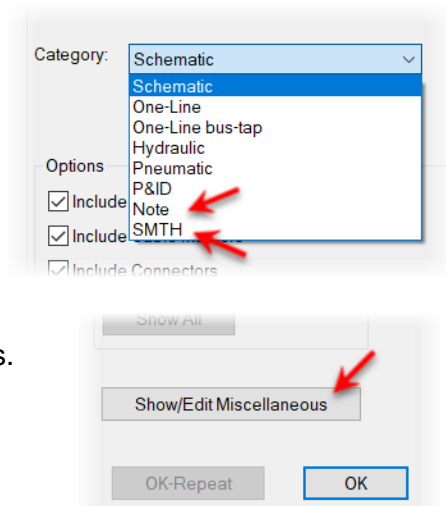 Category: Schematic
Schematic
One-Line
One-Line bus-tap
Hydraulic
Options
Pneumatic
P&ID
Include
Note
Include
SMTH
Include Connectors
Show All
s.
Show/Edit Miscellaneous
OK-Repeat OK